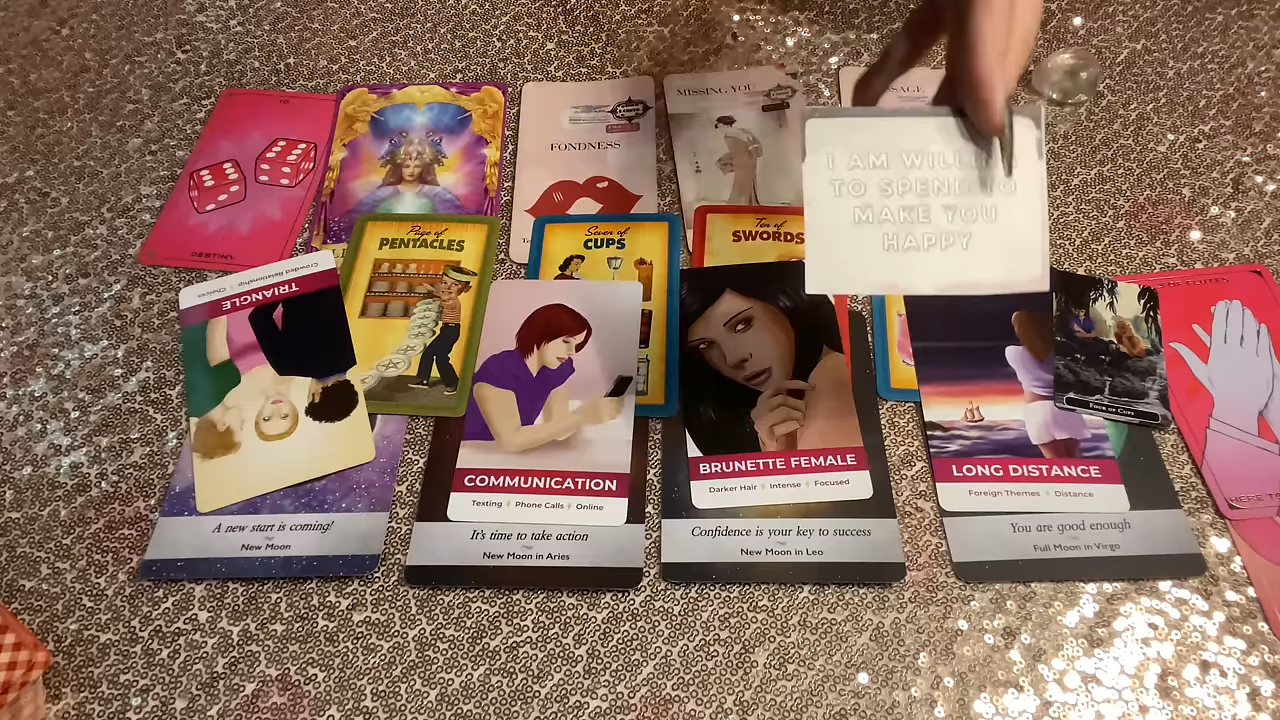 DESTINY
FONDNESS
MISSING YOU
I AM WILLING
TO SPEND TO
MAKE YOU
HAPPY
Page of
PENTACLES
Seven of
CUPS
Ten of
SWORDS
TRIANGLE
Crowded Relationship Choices
COMMUNICATION
Texting Phone Calls Online
BRUNETTE FEMALE
Darker Hair Intense Focused
LONG DISTANCE
Foreign Themes Distance
FOUR OF CUPS
HERE
A new start is coming!
New Moon
It's time to take action
New Moon in Aries
Confidence is your key to success
New Moon in Leo
You are good enough
Full Moon in Virgo